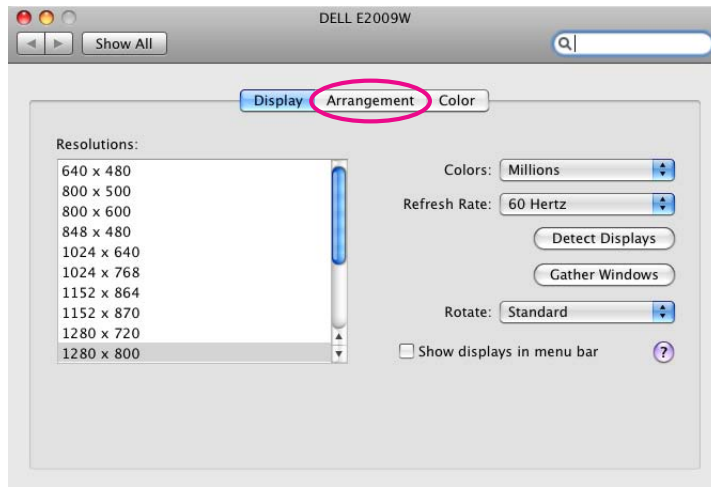 DELL E2009W
Show All
Display Arrangement Color
Resolutions:
640 x 480
800 x 500
800 x 600
848 x 480
1024 x 640
1024 x 768
1152 x 864
1152 x 870
1280 x 720
1280 x 800
Colors: Millions
Refresh Rate: 60 Hertz
Detect Displays
Gather Windows
Rotate: Standard
Show displays in menu bar ?